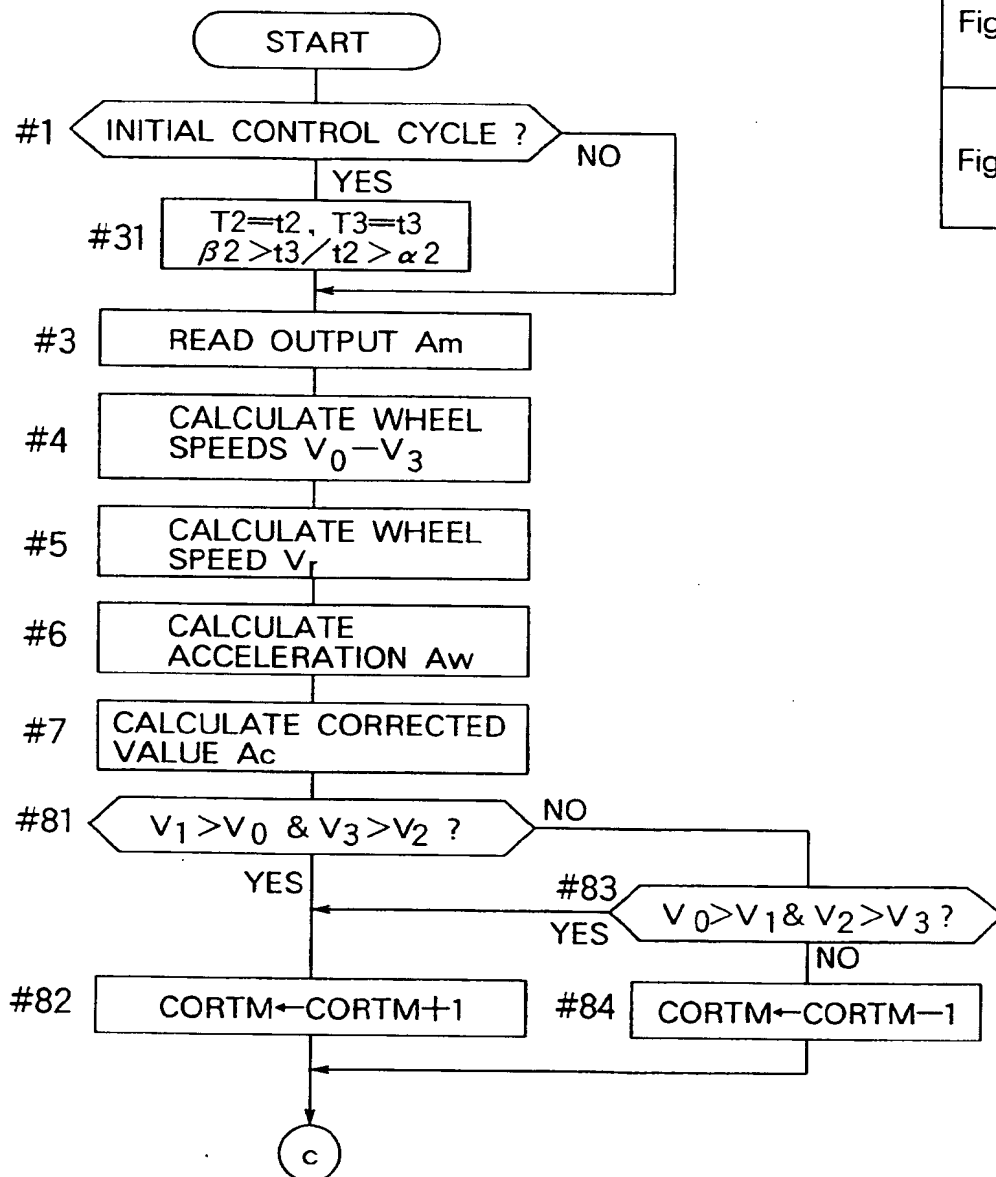 START
Fig
#1
INITIAL CONTROL CYCLE ?
NO
Fig
YES
#31
T2=t2, T3=t3
β2>t3/t2>α2
#3
READ OUTPUT Am
#4
CALCULATE WHEEL
SPEEDS V₀—V₃
#5
CALCULATE WHEEL
SPEED Vᵣ
#6
CALCULATE
ACCELERATION Aw
#7
CALCULATE CORRECTED
VALUE Ac
#81
V₁>V₀ & V₃>V₂ ?
NO
YES
#83
V₀>V₁& V₂>V₃?
YES
NO
#82
CORTM←CORTM+1
#84
CORTM←CORTM−1
c